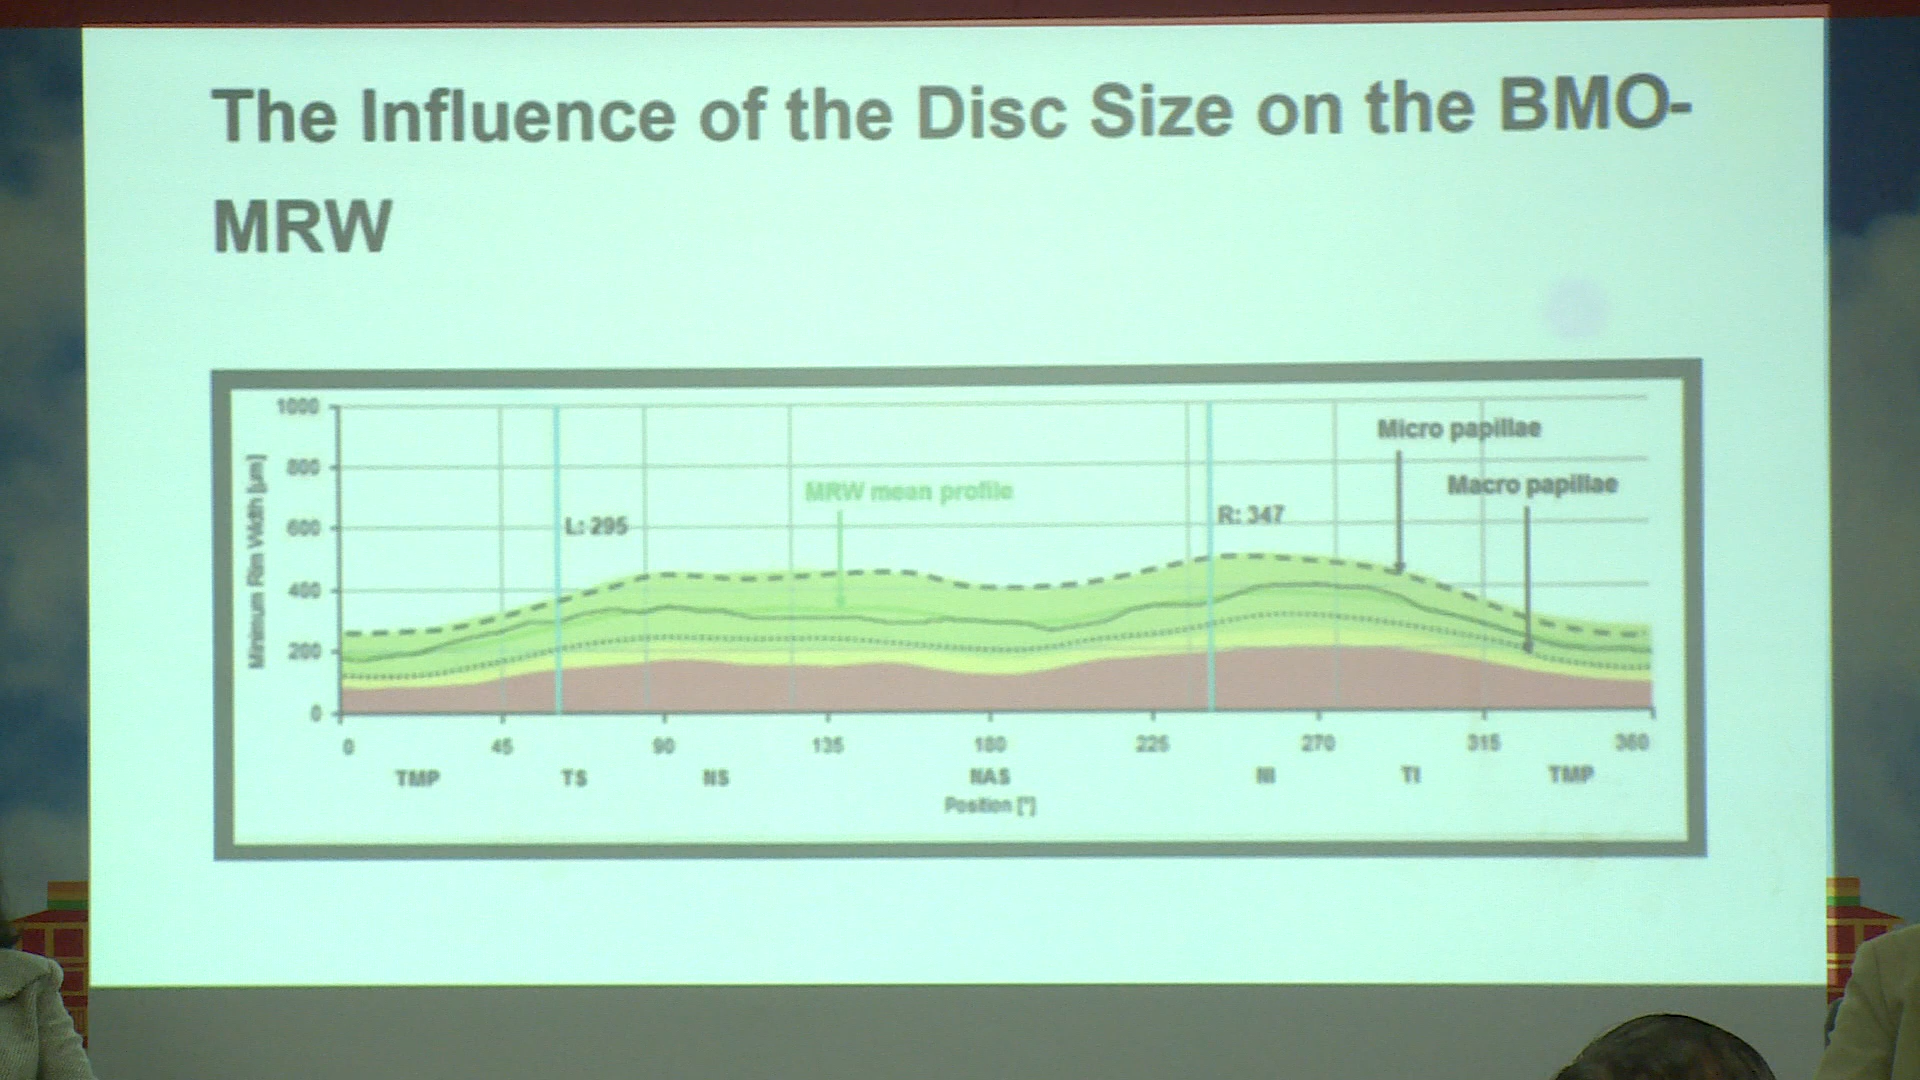 The Influence of the Disc Size on the BMO-
MRW
1000
800
600
400
200
0
Minimum Rim Width [µm]
MRW mean profile
Micro papillae
Macro papillae
L: 295
R: 347
0 45 90 135 180 225 270 315 360
TMP TS NS NAS NI TI TMP
Position [°]